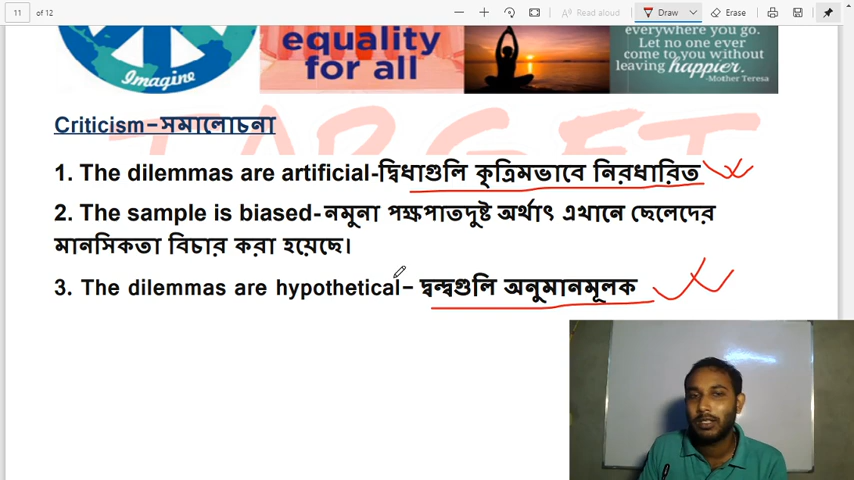 11 of 12
Read aloud Draw Erase
equality everywhere you go.
for all Let no one ever
come to you without
leaving happier.
Imagine -Mother Teresa
TARGET
Criticism-সমালোচনা
1. The dilemmas are artificial-দ্বিধাগুলি কৃত্রিমভাবে নিরধারিত
2. The sample is biased-নমুনা পক্ষপাতদুষ্ট অর্থাৎ এখানে ছেলেদের
মানসিকতা বিচার করা হয়েছে।
3. The dilemmas are hypothetical- দ্বন্দ্বগুলি অনুমানমূলক